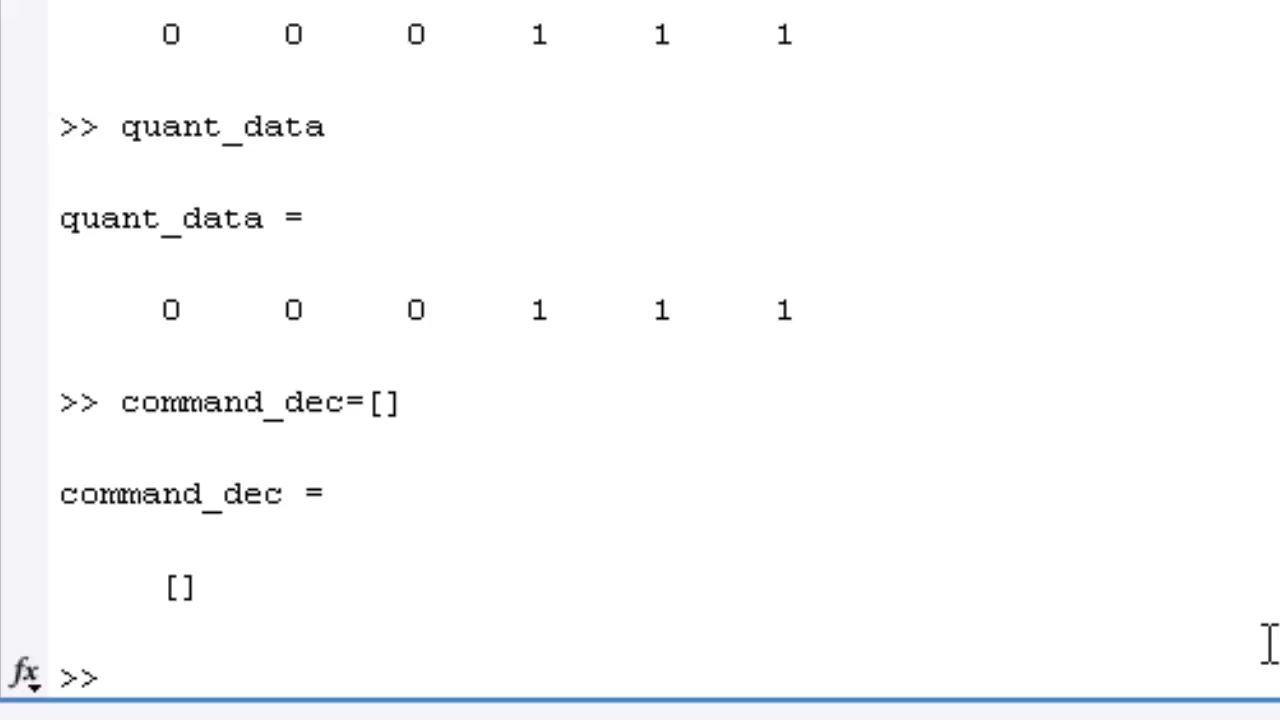 0 0 0 1 1 1
>> quant_data
quant_data =
0 0 0 1 1 1
>> command_dec=[]
command_dec =
[]
fx >>